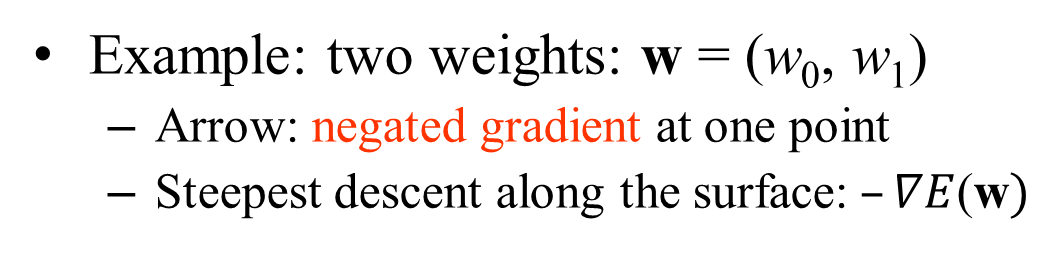 • Example: two weights: w = (w₀, w₁)
– Arrow: negated gradient at one point
– Steepest descent along the surface: – ∇E(w)